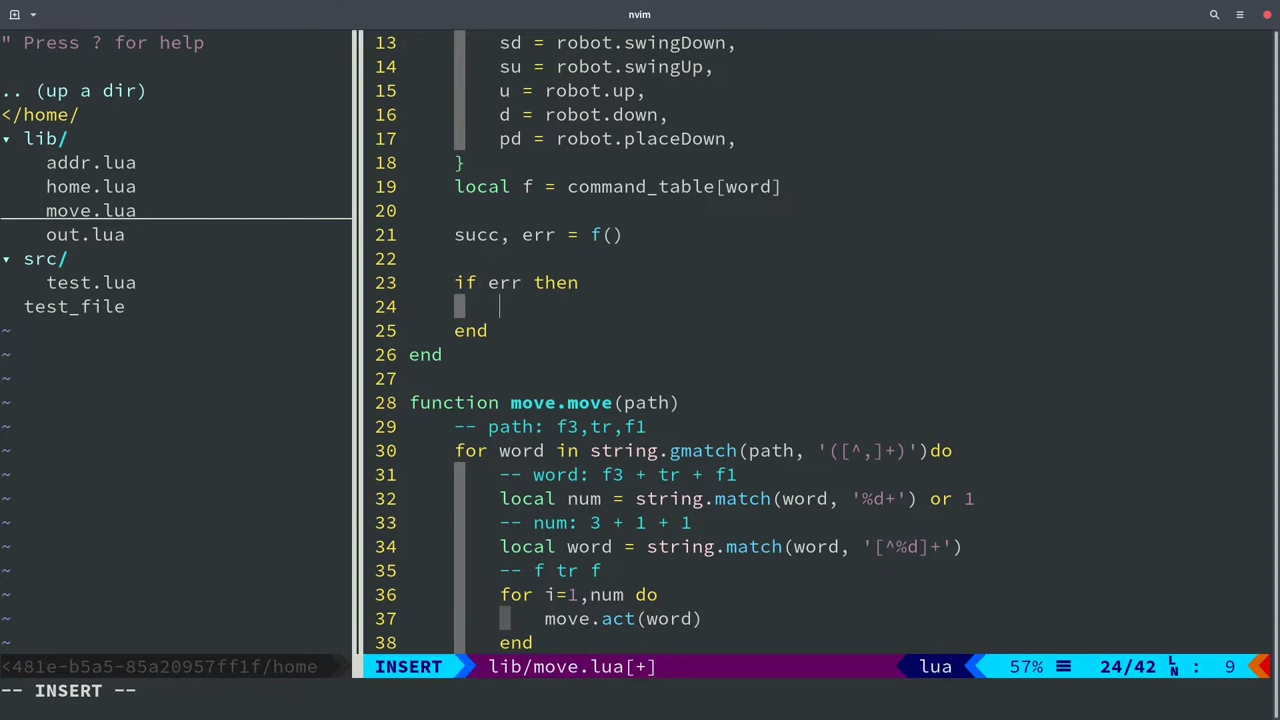 nvim
" Press ? for help
.. (up a dir)
</home/
▾ lib/
addr.lua
home.lua
move.lua
out.lua
▾ src/
test.lua
test_file
~
~
~
~
~
~
~
~
~
~
~
~
~
~
<481e-b5a5-85a20957ff1f/home
13 sd = robot.swingDown,
14 su = robot.swingUp,
15 u = robot.up,
16 d = robot.down,
17 pd = robot.placeDown,
18 }
19 local f = command_table[word]
20
21 succ, err = f()
22
23 if err then
24
25 end
26 end
27
28 function move.move(path)
29 -- path: f3,tr,f1
30 for word in string.gmatch(path, '([^,]+)')do
31 -- word: f3 + tr + f1
32 local num = string.match(word, '%d+') or 1
33 -- num: 3 + 1 + 1
34 local word = string.match(word, '[^%d]+')
35 -- f tr f
36 for i=1,num do
37 move.act(word)
38 end
INSERT lib/move.lua[+] lua 57% ☰ 24/42 LN : 9
-- INSERT --